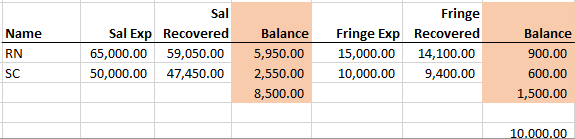 Sal Fringe
Name Sal Exp Recovered Balance Fringe Exp Recovered Balance
RN 65,000.00 59,050.00 5,950.00 15,000.00 14,100.00 900.00
SC 50,000.00 47,450.00 2,550.00 10,000.00 9,400.00 600.00
8,500.00 1,500.00
10,000.00